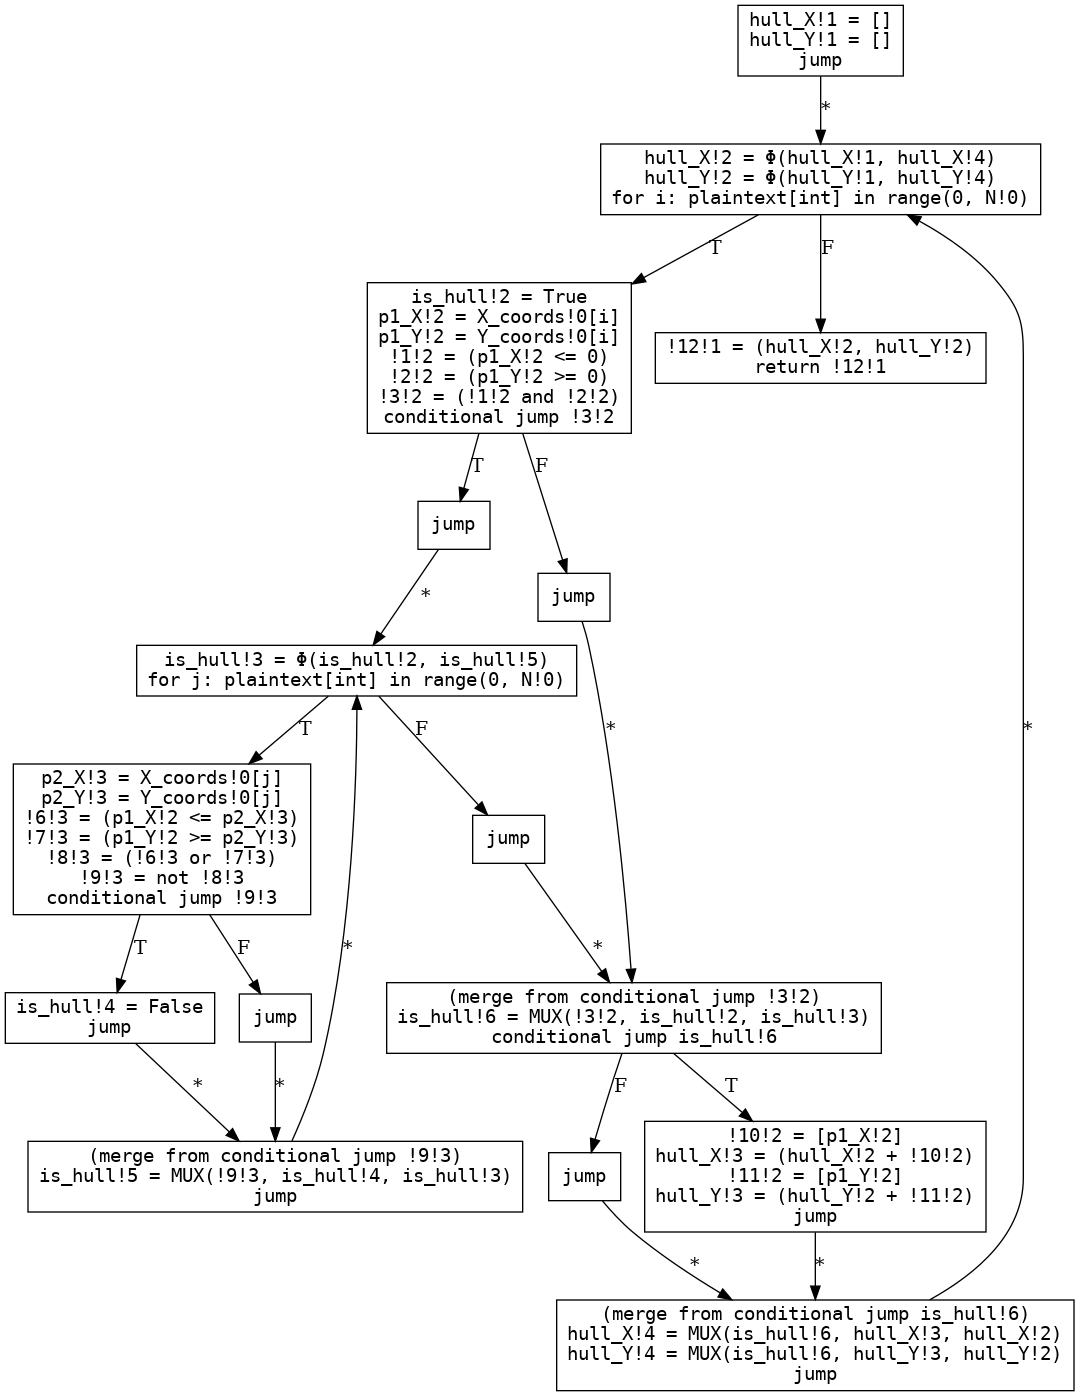 hull_X!1 = []
hull_Y!1 = []
jump
*
hull_X!2 = Φ(hull_X!1, hull_X!4)
hull_Y!2 = Φ(hull_Y!1, hull_Y!4)
for i: plaintext[int] in range(0, N!0)
T
F
is_hull!2 = True
p1_X!2 = X_coords!0[i]
p1_Y!2 = Y_coords!0[i]
!1!2 = (p1_X!2 <= 0)
!2!2 = (p1_Y!2 >= 0)
!3!2 = (!1!2 and !2!2)
conditional jump !3!2
!12!1 = (hull_X!2, hull_Y!2)
return !12!1
T
F
jump
jump
*
is_hull!3 = Φ(is_hull!2, is_hull!5)
for j: plaintext[int] in range(0, N!0)
T
F
*
*
p2_X!3 = X_coords!0[j]
p2_Y!3 = Y_coords!0[j]
!6!3 = (p1_X!2 <= p2_X!3)
!7!3 = (p1_Y!2 >= p2_Y!3)
!8!3 = (!6!3 or !7!3)
!9!3 = not !8!3
conditional jump !9!3
jump
T
F
*
*
is_hull!4 = False
jump
jump
(merge from conditional jump !3!2)
is_hull!6 = MUX(!3!2, is_hull!2, is_hull!3)
conditional jump is_hull!6
*
*
F
T
(merge from conditional jump !9!3)
is_hull!5 = MUX(!9!3, is_hull!4, is_hull!3)
jump
jump
!10!2 = [p1_X!2]
hull_X!3 = (hull_X!2 + !10!2)
!11!2 = [p1_Y!2]
hull_Y!3 = (hull_Y!2 + !11!2)
jump
*
*
(merge from conditional jump is_hull!6)
hull_X!4 = MUX(is_hull!6, hull_X!3, hull_X!2)
hull_Y!4 = MUX(is_hull!6, hull_Y!3, hull_Y!2)
jump